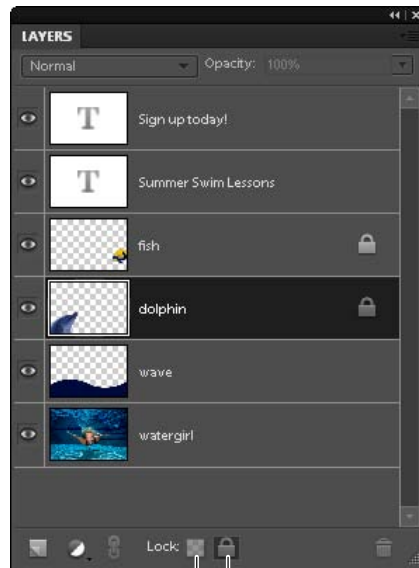 LAYERS
Normal
Opacity: 100%
T
Sign up today!
T
Summer Swim Lessons
fish
dolphin
wave
watergirl
Lock: